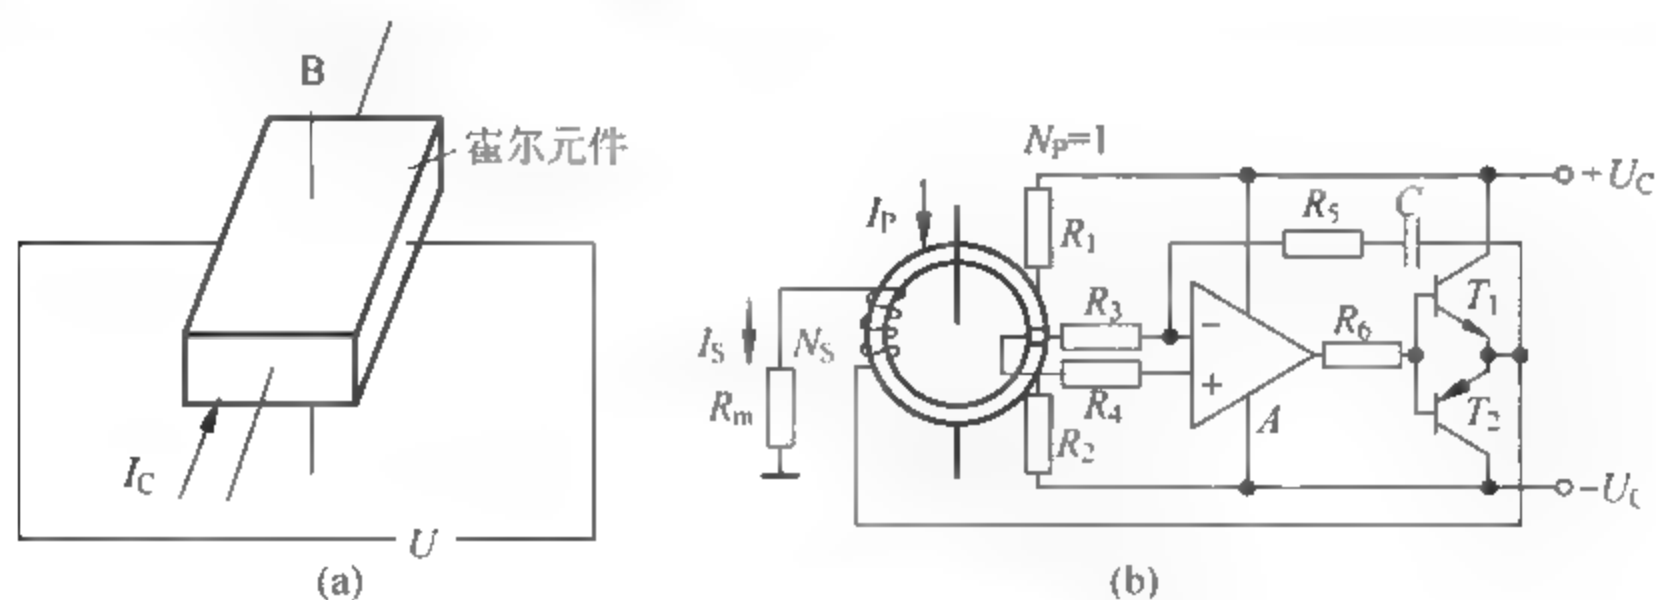 B
霍尔元件
I_C
U
(a)
N_P=1
+U_C
I_P
R_1
R_5
C
R_3
T_1
I_S
N_S
R_6
R_m
R_4
T_2
A
R_2
-U_C
(b)